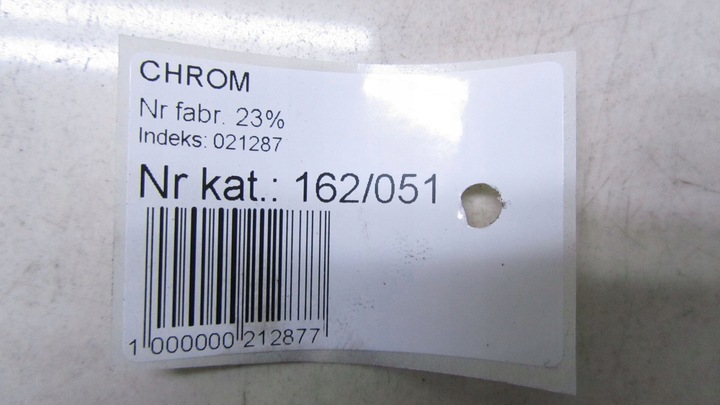 CHROM
Nr fabr. 23%
Indeks: 021287
Nr kat.: 162/051
1 000000 212877